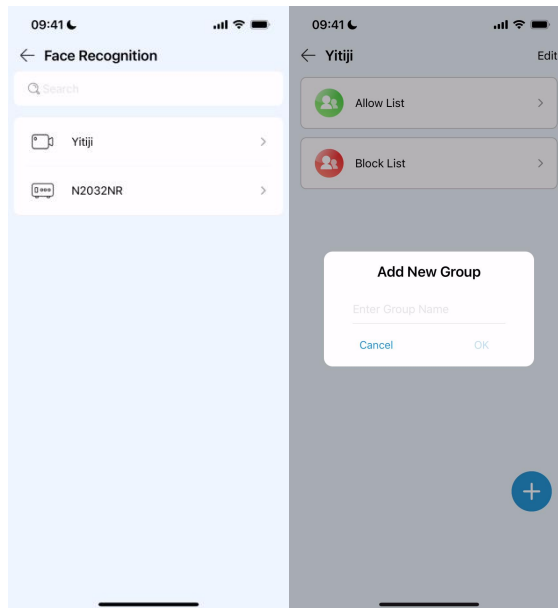 09:41
Face Recognition
Search
Yitiji
N2032NR
09:41
Yitiji
Edit
Allow List
Block List
Add New Group
Enter Group Name
Cancel
OK